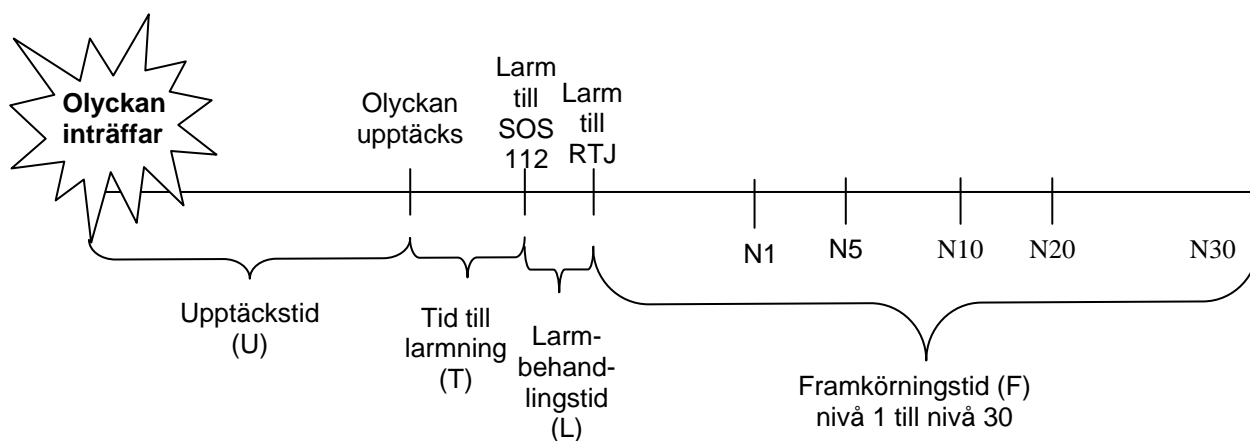 Olyckan
inträffar
Olyckan
upptäcks
Larm
till
SOS
112
Larm
till
RTJ
N1
N5
N10
N20
N30
Upptäckstid
(U)
Tid till
larmning
(T)
Larm-
behand-
lingstid
(L)
Framkörningstid (F)
nivå 1 till nivå 30